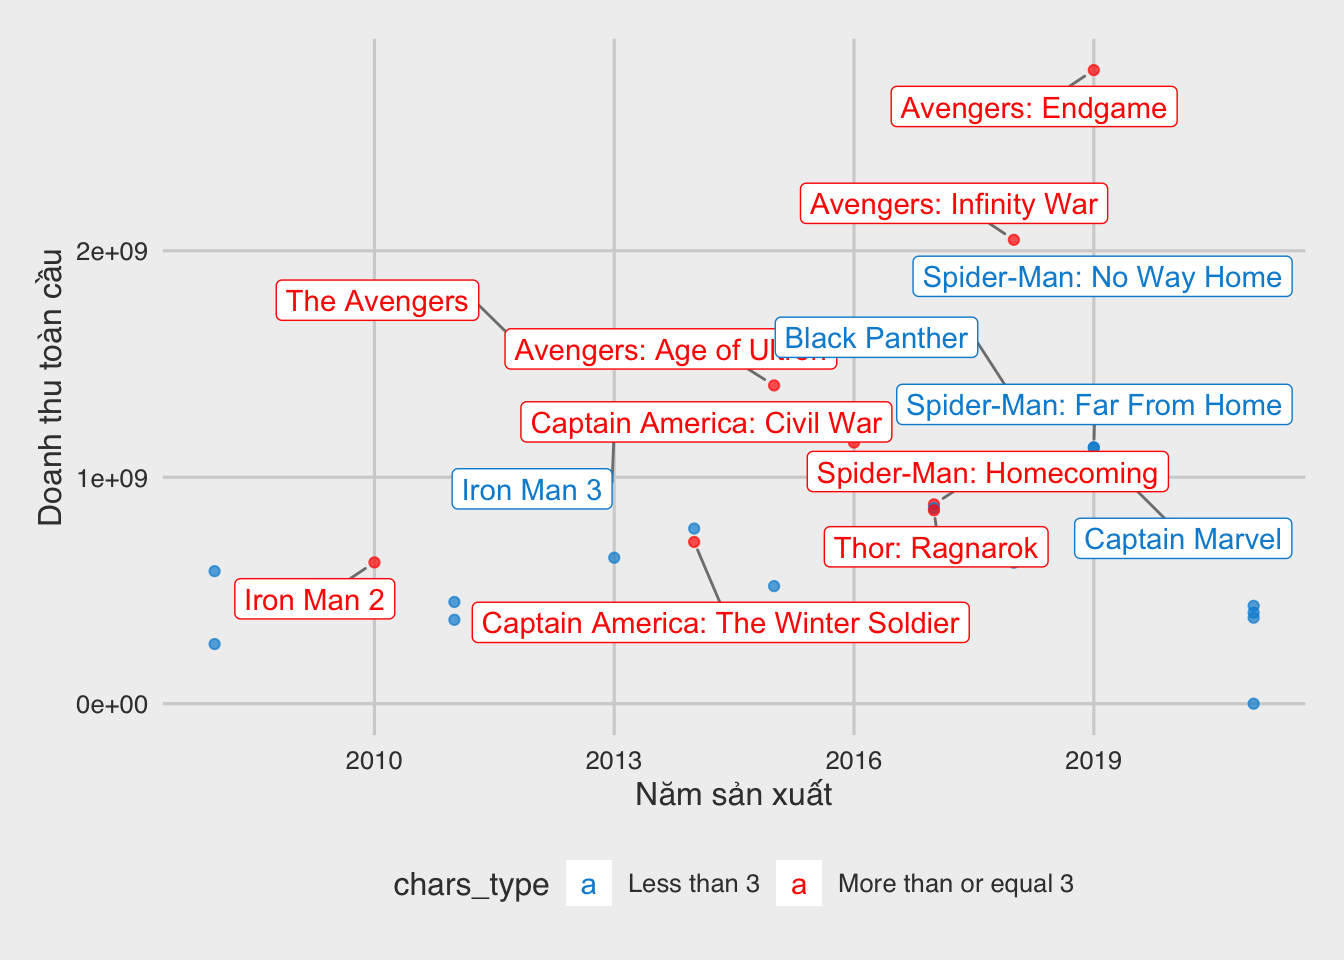 Avengers: Endgame
Avengers: Infinity War
2e+09
Spider-Man: No Way Home
The Avengers
Black Panther
Avengers: Age of
Doanh thu toàn cầu
Spider-Man: Far From Home
Captain America: Civil War
1e+09
Spider-Man: Homecoming
Iron Man 3
Captain Marvel
Thor: Ragnarok
Iron Man 2
Captain America: The Winter Soldier
0e+00
2010 2013 2016 2019
Năm sản xuất
chars_type a Less than 3 a More than or equal 3